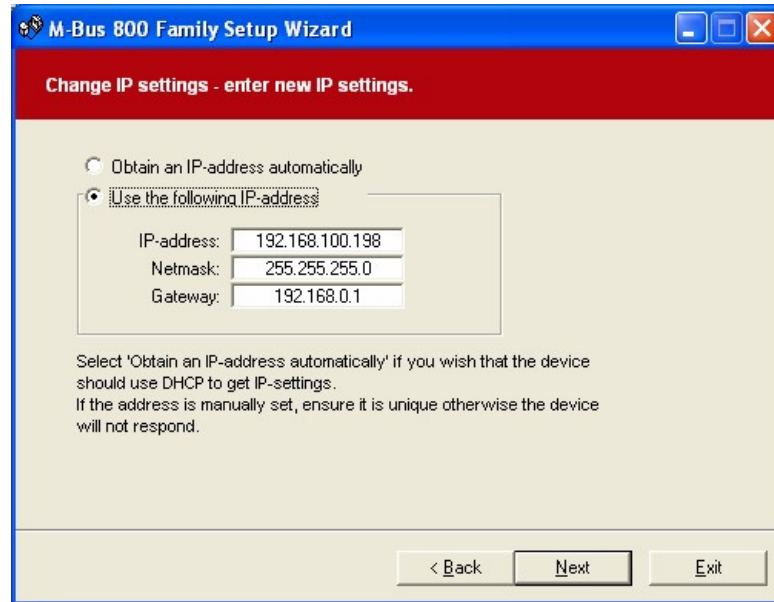 M-Bus 800 Family Setup Wizard
Change IP settings - enter new IP settings.
Obtain an IP-address automatically
Use the following IP-address
IP-address: 192.168.100.198
Netmask: 255.255.255.0
Gateway: 192.168.0.1
Select 'Obtain an IP-address automatically' if you wish that the device
should use DHCP to get IP-settings.
If the address is manually set, ensure it is unique otherwise the device
will not respond.
< Back Next Exit